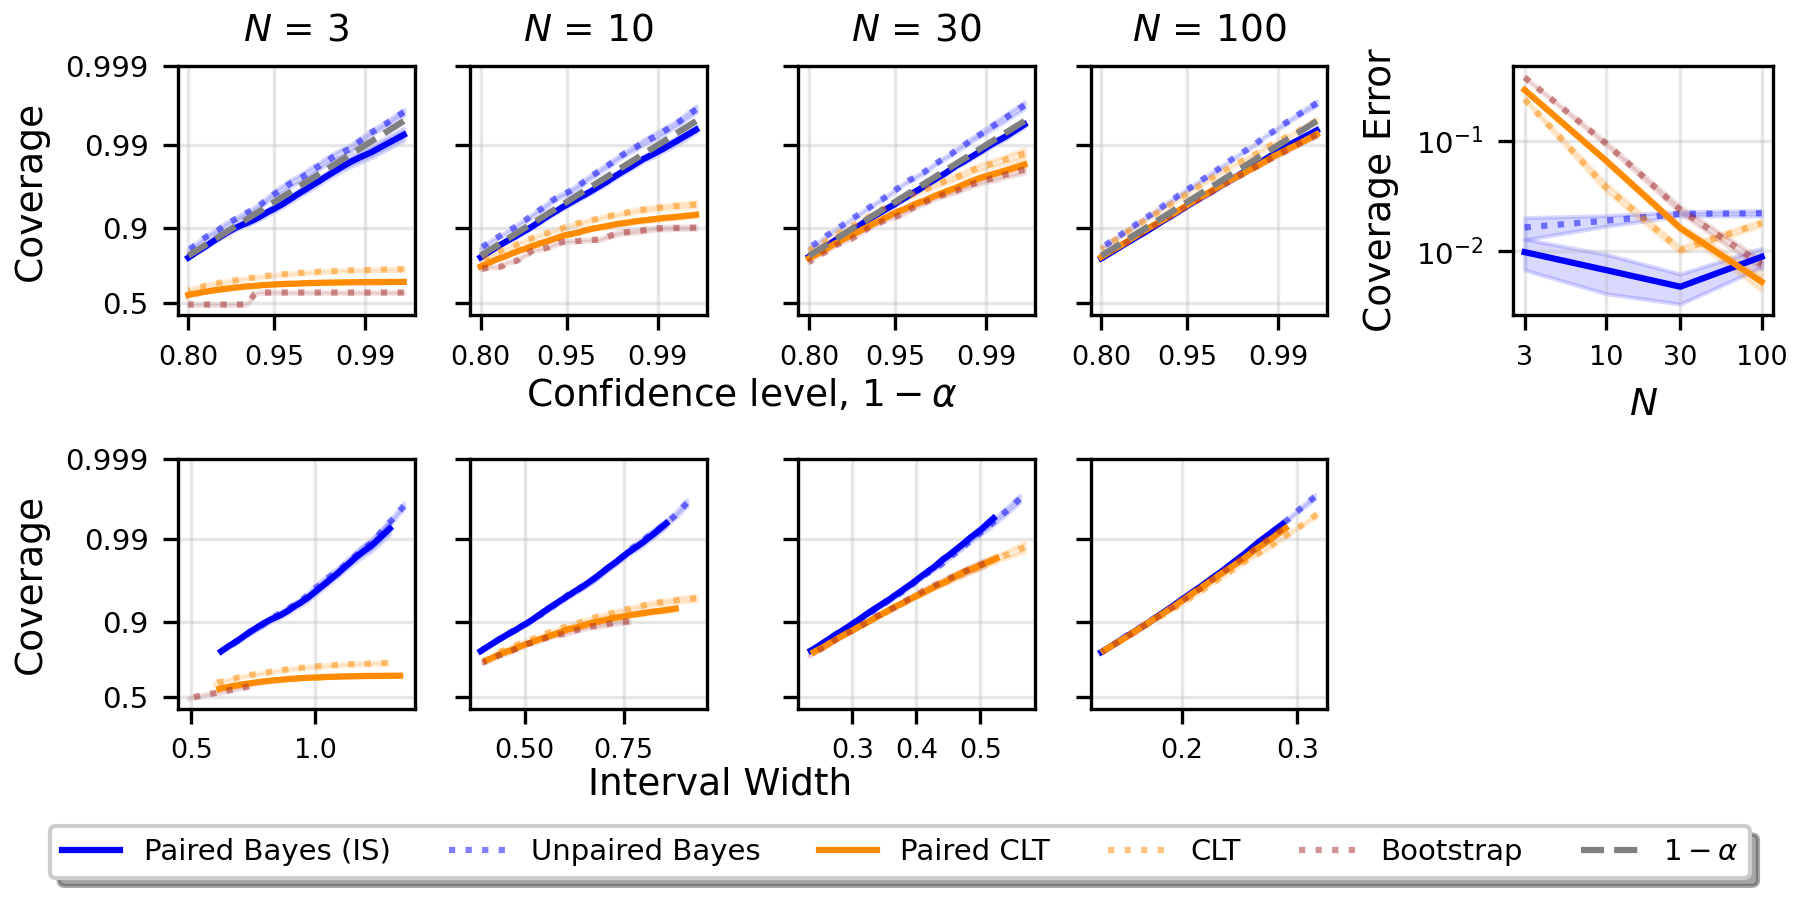 N = 3
N = 10
N = 30
N = 100
Coverage
0.999
0.99
0.9
0.5
0.80 0.95 0.99
0.80 0.95 0.99
0.80 0.95 0.99
0.80 0.95 0.99
Confidence level, 1 − α
Coverage Error
10⁻¹
10⁻²
3 10 30 100
N
Coverage
0.999
0.99
0.9
0.5
0.5 1.0
0.50 0.75
0.3 0.4 0.5
0.2 0.3
Interval Width
Paired Bayes (IS) Unpaired Bayes Paired CLT CLT Bootstrap 1 − α